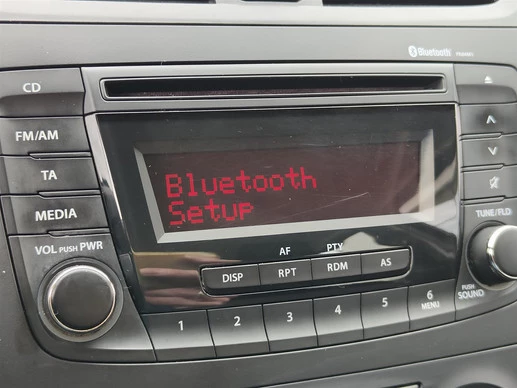 Bluetooth
CD
FM/AM
TA
MEDIA
VOL PUSH PWR
Bluetooth
Setup
AF PTY
DISP RPT RDM AS
1 2 3 4 5 6
MENU
TUNE/FLD
PUSH
SOUND